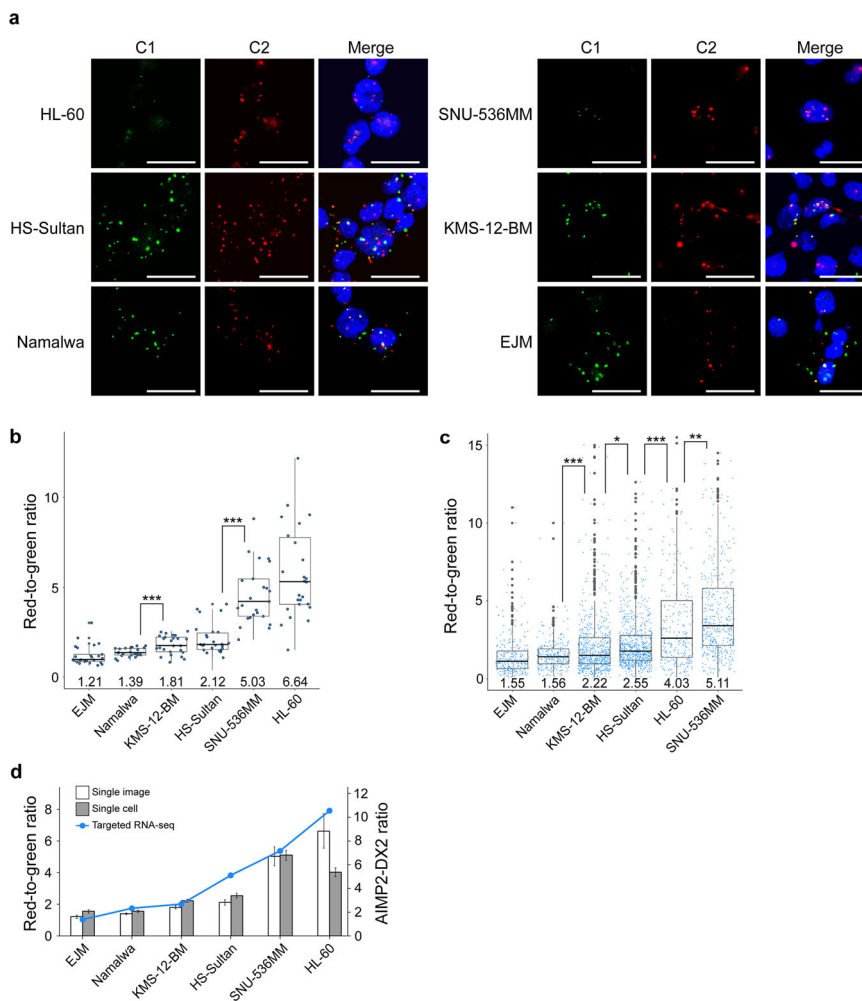 a
C1 C2 Merge
HL-60
HS-Sultan
Namalwa
C1 C2 Merge
SNU-536MM
KMS-12-BM
EJM
b
Red-to-green ratio
10
5
0
***
***
1.21 1.39 1.81 2.12 5.03 6.64
EJM Namalwa KMS-12-BM HS-Sultan SNU-536MM HL-60
c
Red-to-green ratio
15
10
5
0
*** * *** **
1.55 1.56 2.22 2.55 4.03 5.11
EJM Namalwa KMS-12-BM HS-Sultan HL-60 SNU-536MM
d
Single image
Single cell
Targeted RNA-seq
Red-to-green ratio
8
6
4
2
0
12
10
8
6
4
2
0
AIMP2-DX2 ratio
EJM Namalwa KMS-12-BM HS-Sultan SNU-536MM HL-60